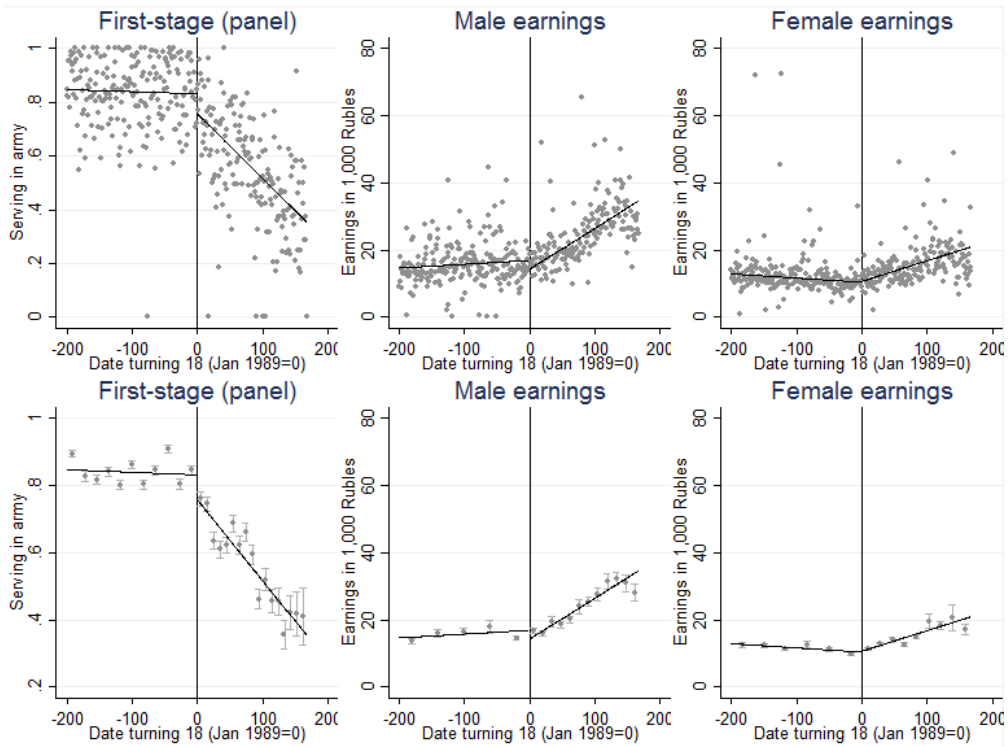 First-stage (panel)
Serving in army
1
.8
.6
.4
.2
0
-200 -100 0 100 200
Date turning 18 (Jan 1989=0)
Male earnings
Earnings in 1,000 Rubles
80
60
40
20
0
-200 -100 0 100 200
Date turning 18 (Jan 1989=0)
Female earnings
Earnings in 1,000 Rubles
80
60
40
20
0
-200 -100 0 100 200
Date turning 18 (Jan 1989=0)
First-stage (panel)
Serving in army
1
.8
.6
.4
.2
-200 -100 0 100 200
Date turning 18 (Jan 1989=0)
Male earnings
Earnings in 1,000 Rubles
80
60
40
20
0
-200 -100 0 100 200
Date turning 18 (Jan 1989=0)
Female earnings
Earnings in 1,000 Rubles
80
60
40
20
0
-200 -100 0 100 200
Date turning 18 (Jan 1989=0)